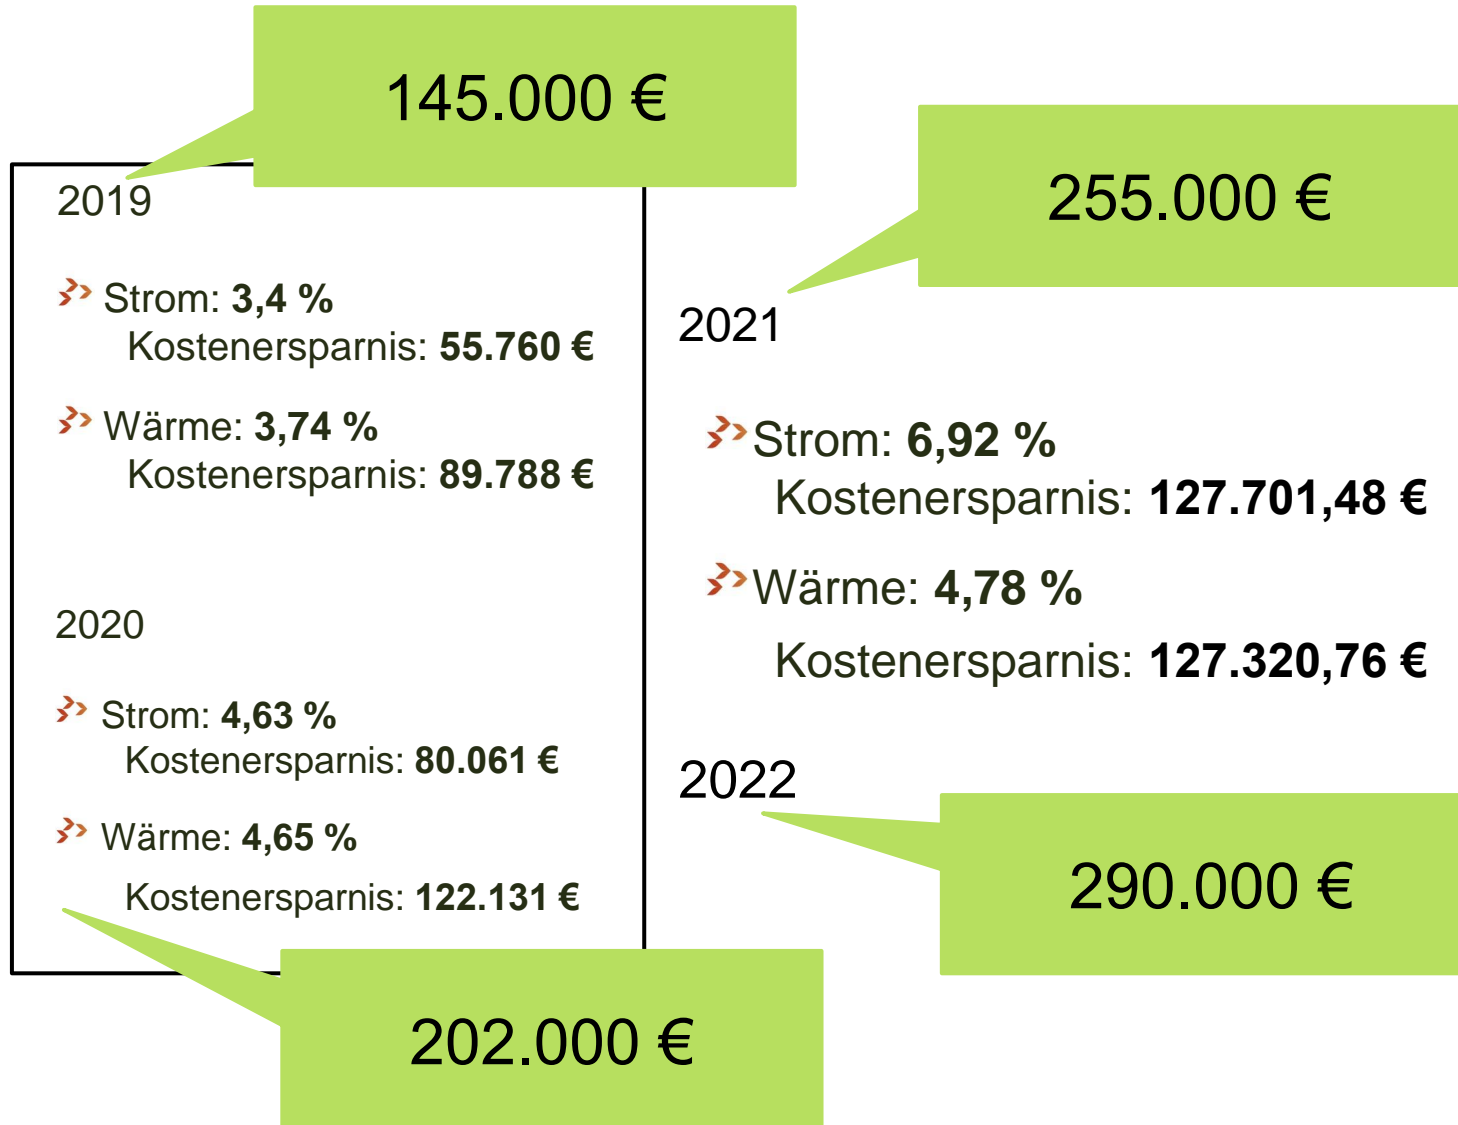 145.000 €
2019
Strom: 3,4 %
Kostenersparnis: 55.760 €
Wärme: 3,74 %
Kostenersparnis: 89.788 €
2020
Strom: 4,63 %
Kostenersparnis: 80.061 €
Wärme: 4,65 %
Kostenersparnis: 122.131 €
202.000 €
255.000 €
2021
Strom: 6,92 %
Kostenersparnis: 127.701,48 €
Wärme: 4,78 %
Kostenersparnis: 127.320,76 €
2022
290.000 €